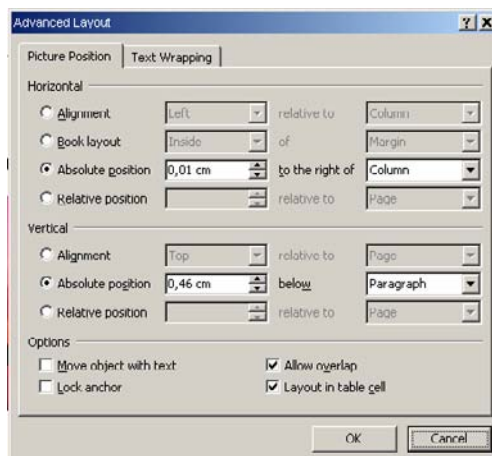 Advanced Layout
Picture Position Text Wrapping
Horizontal
Alignment Left relative to Column
Book layout Inside of Margin
Absolute position 0,01 cm to the right of Column
Relative position relative to Page
Vertical
Alignment Top relative to Page
Absolute position 0,46 cm below Paragraph
Relative position relative to Page
Options
Move object with text Allow overlap
Lock anchor Layout in table cell
OK Cancel